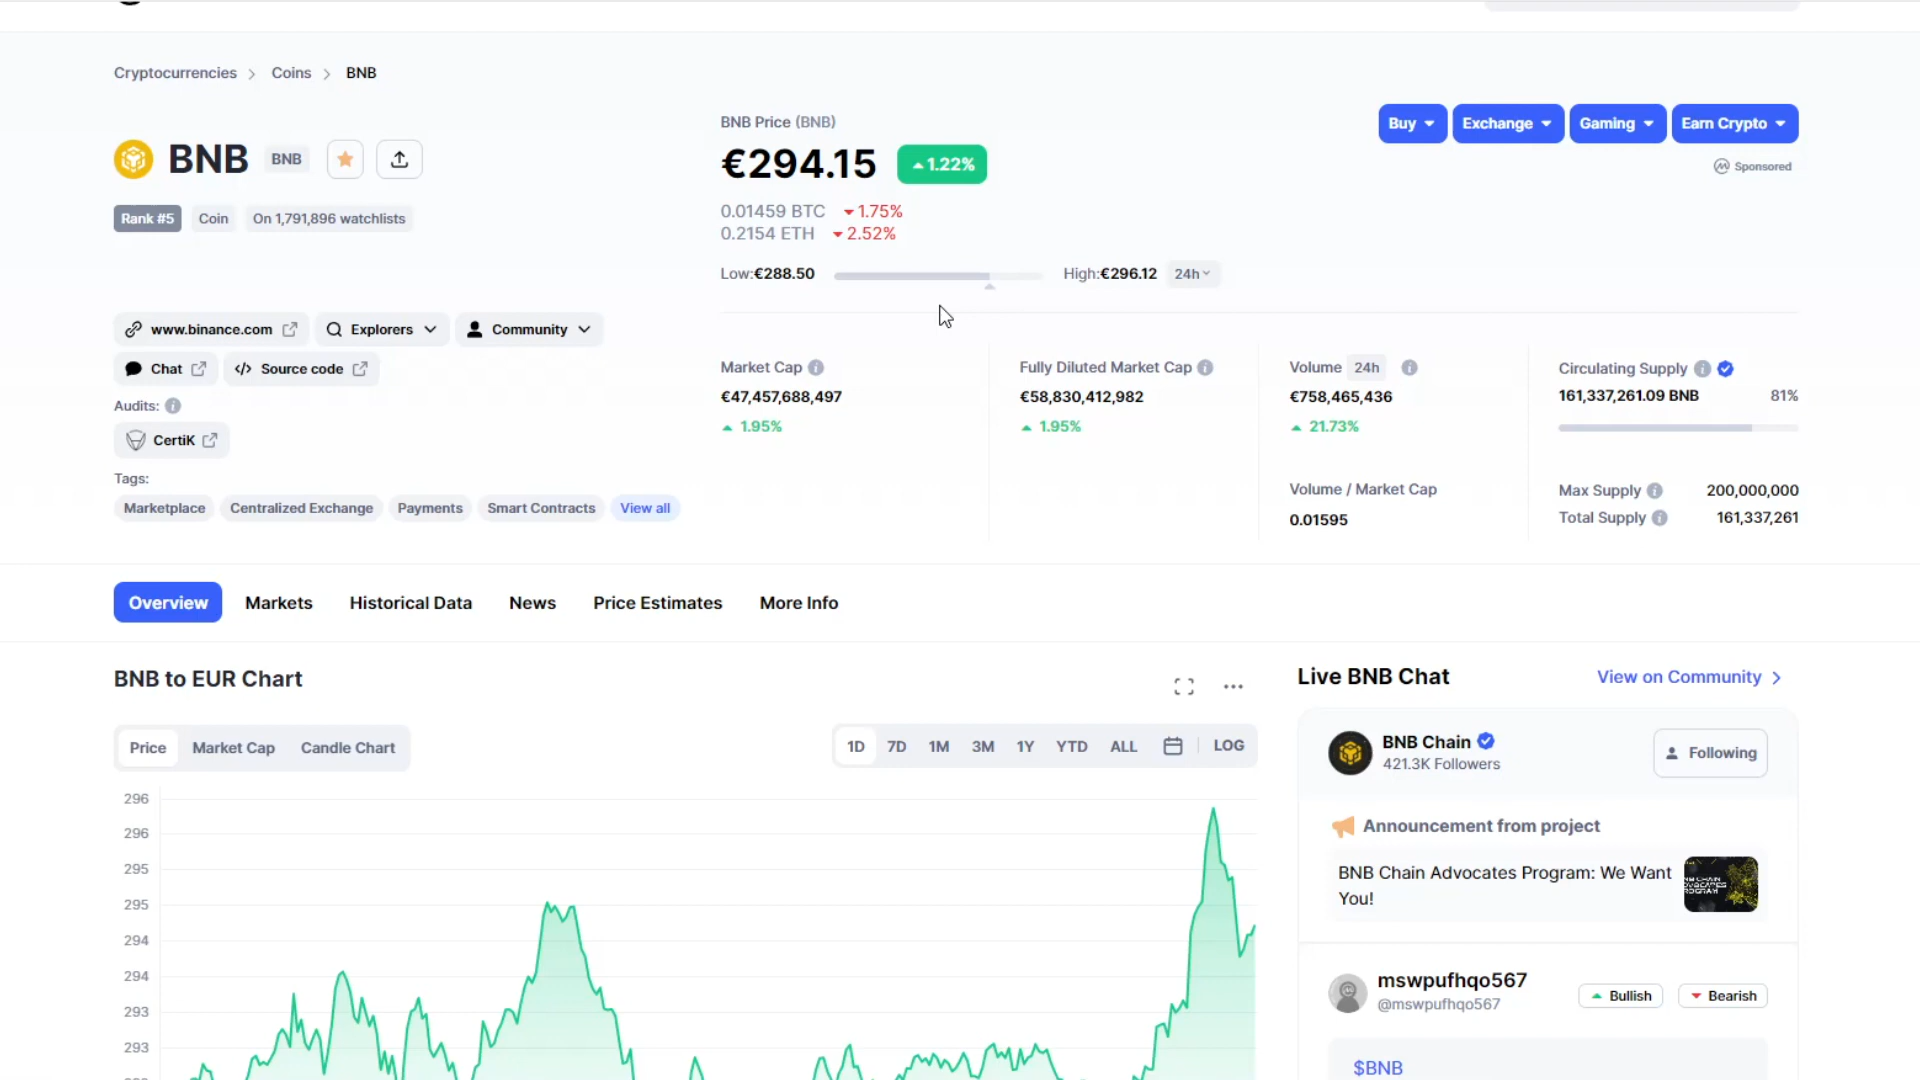 Cryptocurrencies > Coins > BNB
BNB BNB
Rank #5 Coin On 1,791,896 watchlists
www.binance.com Explorers Community
Chat Source code
Audits:
CertiK
Tags:
Marketplace Centralized Exchange Payments Smart Contracts View all
BNB Price (BNB)
€294.15 1.22%
0.01459 BTC 1.75%
0.2154 ETH 2.52%
Low:€288.50 High:€296.12 24h
Buy Exchange Gaming Earn Crypto
Sponsored
Market Cap
€47,457,688,497
1.95%
Fully Diluted Market Cap
€58,830,412,982
1.95%
Volume 24h
€758,465,436
21.73%
Volume / Market Cap
0.01595
Circulating Supply
161,337,261.09 BNB 81%
Max Supply 200,000,000
Total Supply 161,337,261
Overview Markets Historical Data News Price Estimates More Info
BNB to EUR Chart
Price Market Cap Candle Chart
1D 7D 1M 3M 1Y YTD ALL LOG
296
296
295
295
294
294
293
293
Live BNB Chat View on Community >
BNB Chain
421.3K Followers
Following
Announcement from project
BNB Chain Advocates Program: We Want
You!
mswpufhqo567
@mswpufhqo567
Bullish Bearish
$BNB